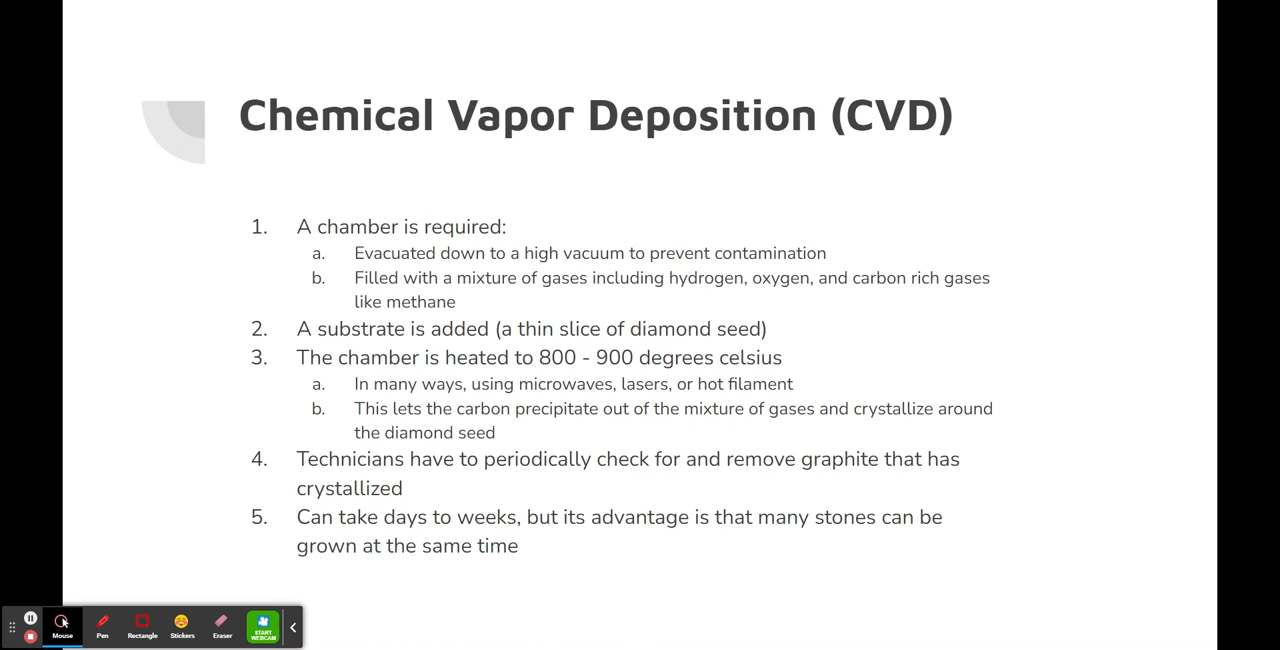 Chemical Vapor Deposition (CVD)
1. A chamber is required:
a. Evacuated down to a high vacuum to prevent contamination
b. Filled with a mixture of gases including hydrogen, oxygen, and carbon rich gases
like methane
2. A substrate is added (a thin slice of diamond seed)
3. The chamber is heated to 800 - 900 degrees celsius
a. In many ways, using microwaves, lasers, or hot filament
b. This lets the carbon precipitate out of the mixture of gases and crystallize around
the diamond seed
4. Technicians have to periodically check for and remove graphite that has
crystallized
5. Can take days to weeks, but its advantage is that many stones can be
grown at the same time
Mouse Pen Rectangle Stickers Eraser START
WEBCAM